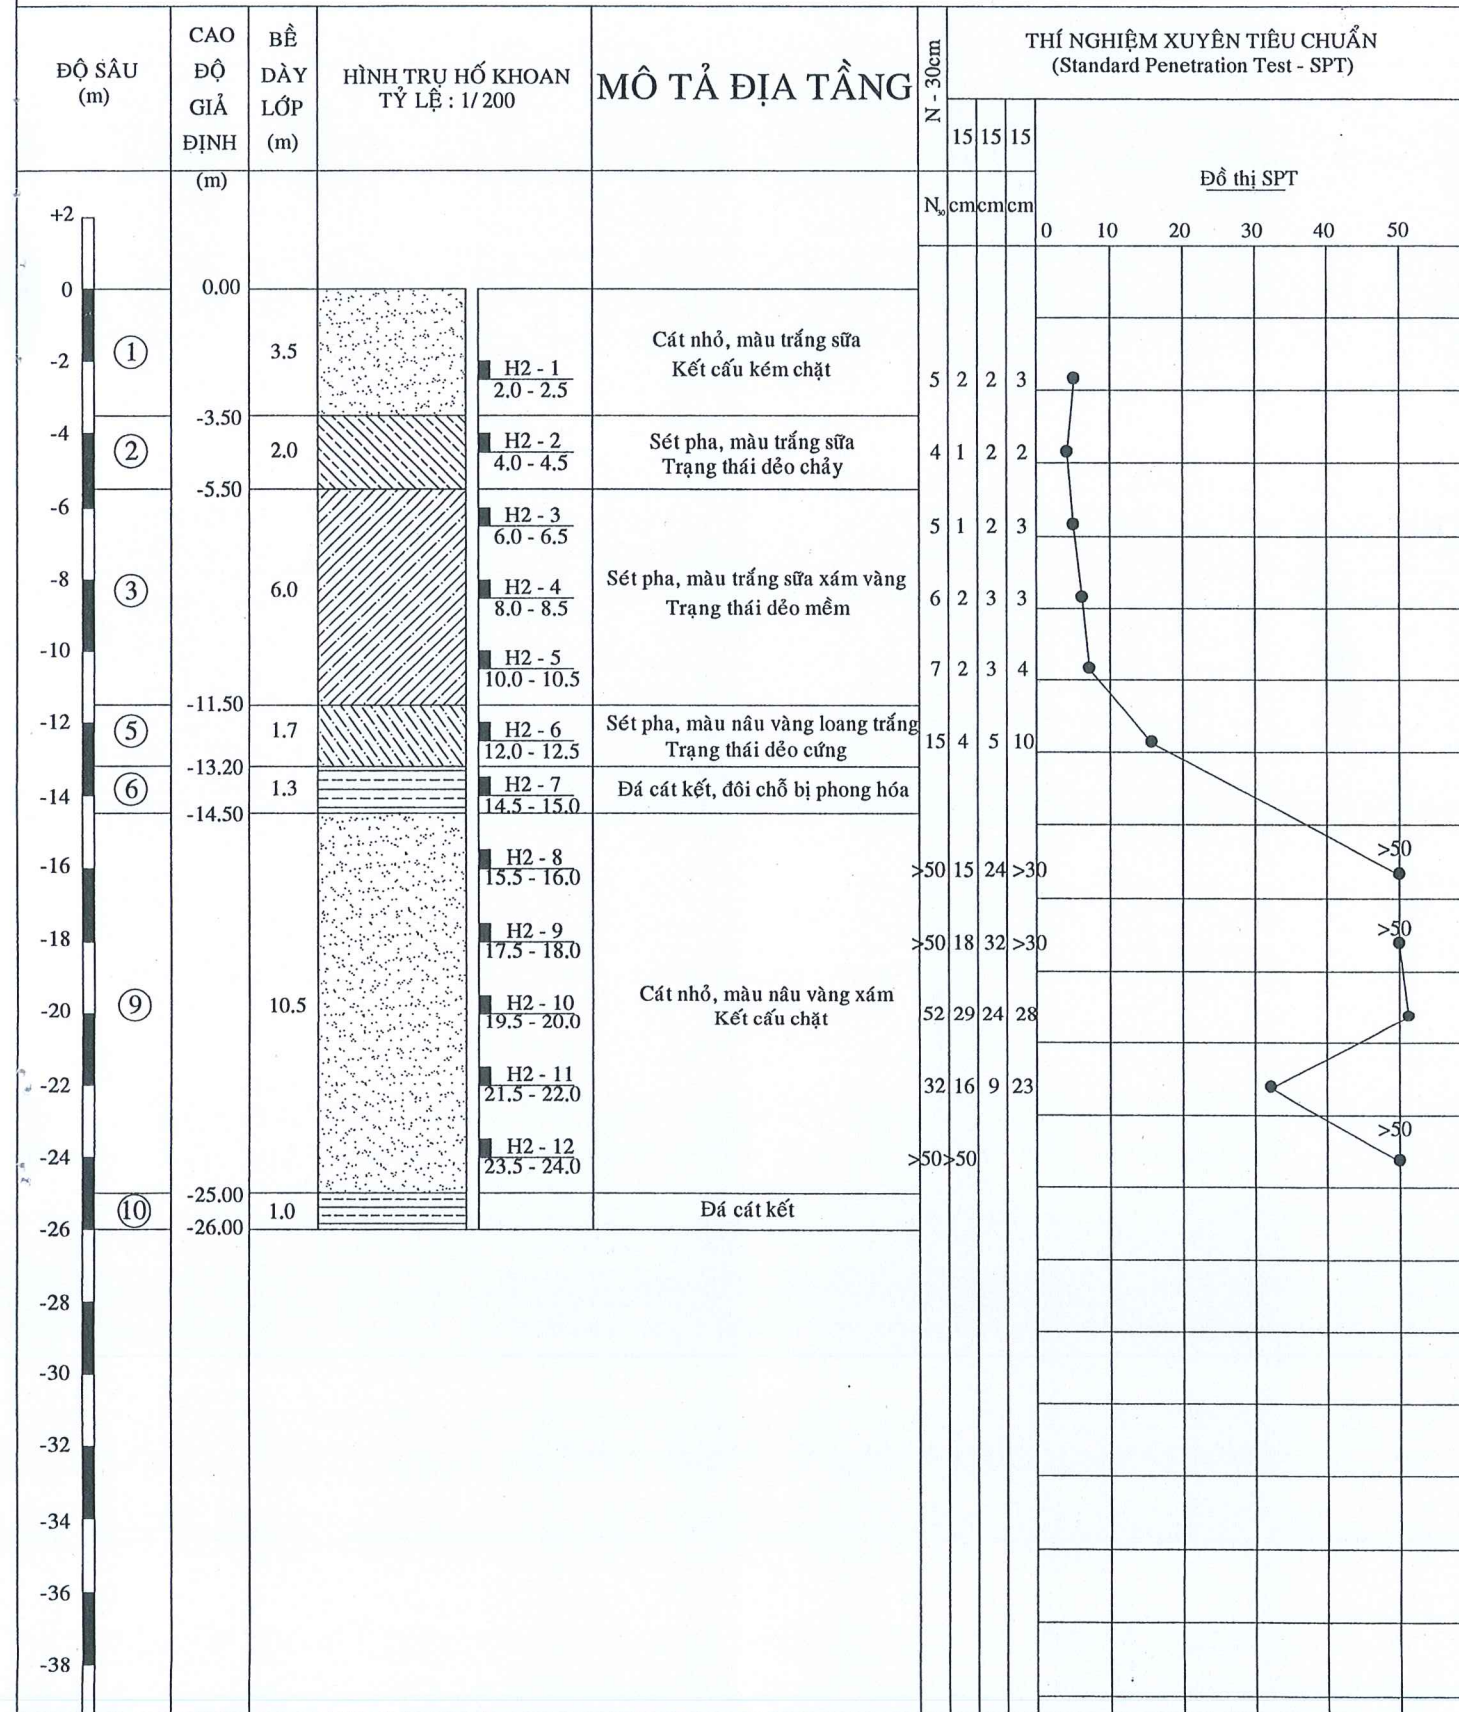 ĐỘ SÂU
(m)
CAO
ĐỘ
GIẢ
ĐỊNH
(m)
BỀ
DÀY
LỚP
(m)
HÌNH TRỤ HỐ KHOAN
TỶ LỆ : 1/ 200
MÔ TẢ ĐỊA TẦNG
N - 30cm
THÍ NGHIỆM XUYÊN TIÊU CHUẨN
(Standard Penetration Test - SPT)
15 15 15
Đồ thị SPT
N30 cm cm cm
0 10 20 30 40 50
+2
0 0.00
1 3.5 Cát nhỏ, màu trắng sữa
-2 H2 - 1 Kết cấu kém chặt
2.0 - 2.5 5 2 2 3
-3.50
-4 2 2.0 H2 - 2 Sét pha, màu trắng sữa
4.0 - 4.5 Trạng thái dẻo chảy 4 1 2 2
-5.50
-6 H2 - 3
6.0 - 6.5 5 1 2 3
-8 3 6.0 H2 - 4 Sét pha, màu trắng sữa xám vàng
8.0 - 8.5 Trạng thái dẻo mềm 6 2 3 3
-10 H2 - 5
10.0 - 10.5 7 2 3 4
-11.50
-12 5 1.7 H2 - 6 Sét pha, màu nâu vàng loang trắng
12.0 - 12.5 Trạng thái dẻo cứng 15 4 5 10
-13.20
-14 6 1.3 H2 - 7 Đá cát kết, đôi chỗ bị phong hóa
14.5 - 15.0
-14.50
>50
-16 H2 - 8
15.5 - 16.0 >50 15 24 >30
>50
-18 H2 - 9
17.5 - 18.0 >50 18 32 >30
-20 9 10.5 H2 - 10 Cát nhỏ, màu nâu vàng xám
19.5 - 20.0 Kết cấu chặt 52 29 24 28
-22 H2 - 11
21.5 - 22.0 32 16 9 23
>50
-24 H2 - 12
23.5 - 24.0 >50 >50
-25.00
10 1.0 Đá cát kết
-26 -26.00
-28
-30
-32
-34
-36
-38